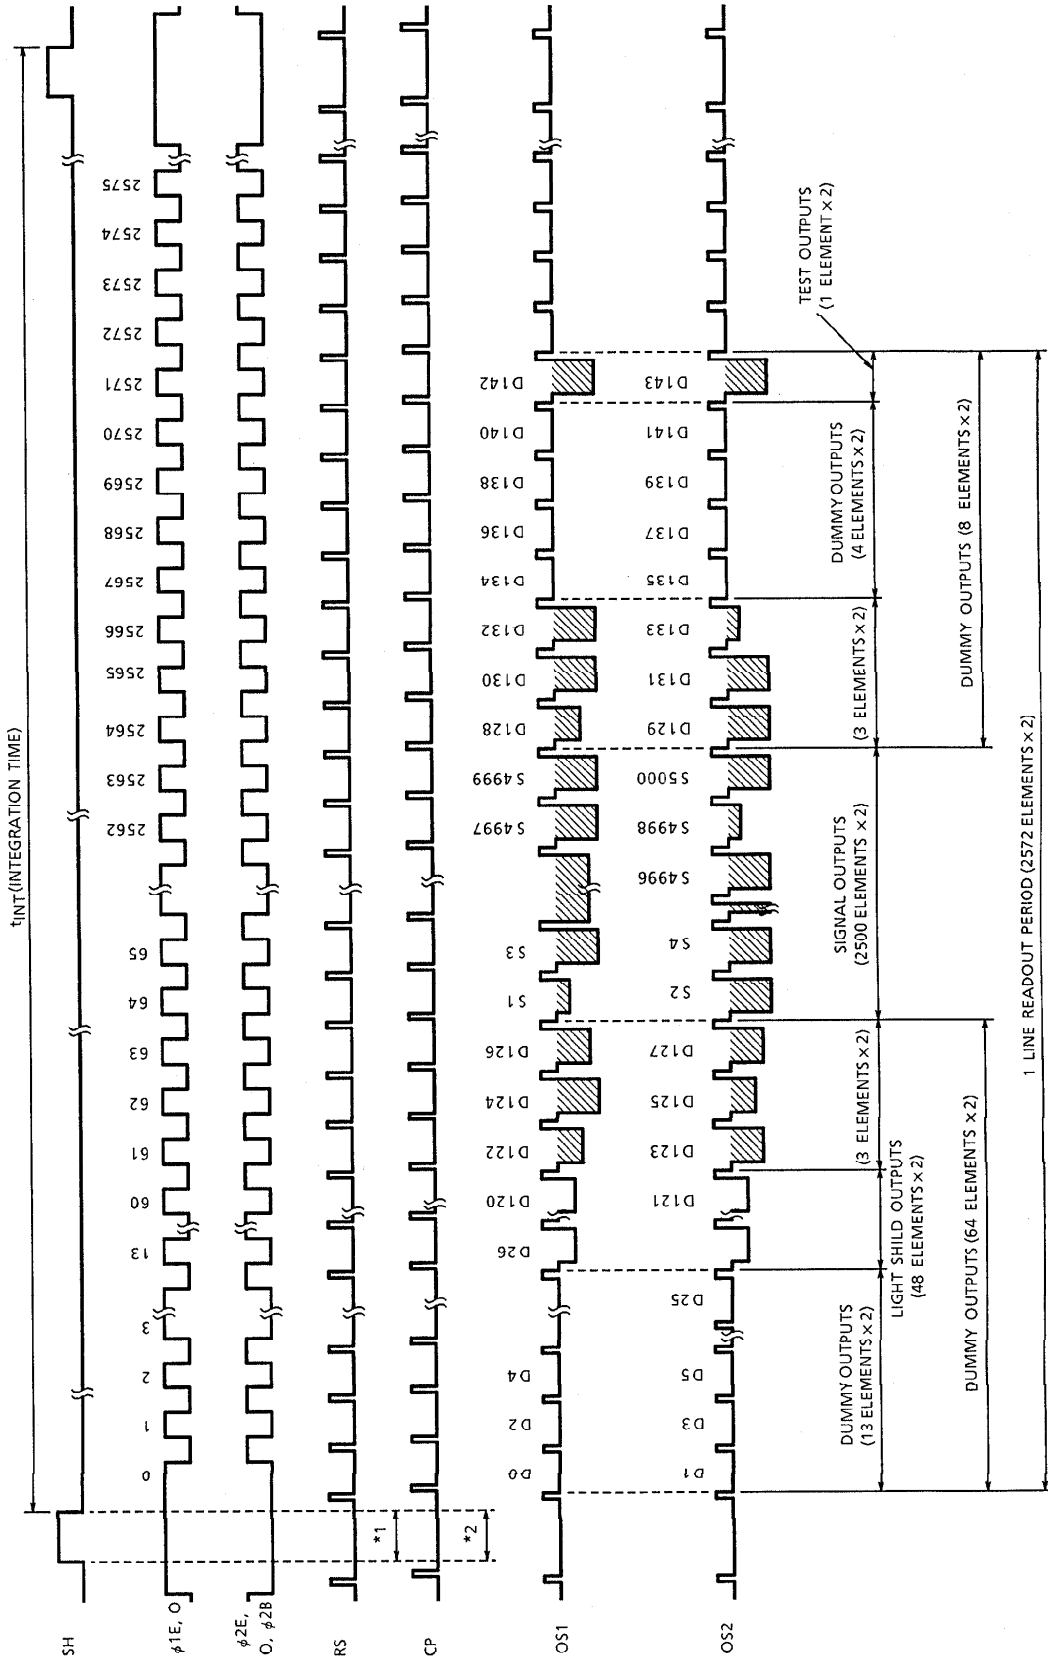 tINT (INTEGRATION TIME)
SH
φ1E, O
0
1
2
3
13
60
61
62
63
64
65
2562
2563
2564
2565
2566
2567
2568
2569
2570
2571
2572
2573
2574
2575
φ2E,
O, φ2B
RS
*1
CP
*2
OS1
D0
D2
D4
D26
D120
D122
D124
D126
S1
S3
S4997
S4999
D128
D130
D132
D134
D136
D138
D140
D142
OS2
D1
D3
D5
D25
D121
D123
D125
D127
S2
S4
S4996
S4998
S5000
D129
D131
D133
D135
D137
D139
D141
D143
DUMMY OUTPUTS
(13 ELEMENTS×2)
LIGHT SHILD OUTPUTS
(48 ELEMENTS×2)
(3 ELEMENTS×2)
SIGNAL OUTPUTS
(2500 ELEMENTS ×2)
(3 ELEMENTS×2)
DUMMY OUTPUTS
(4 ELEMENTS×2)
TEST OUTPUTS
(1 ELEMENT×2)
DUMMY OUTPUTS (64 ELEMENTS ×2)
DUMMY OUTPUTS (8 ELEMENTS×2)
1 LINE READOUT PERIOD (2572 ELEMENTS×2)